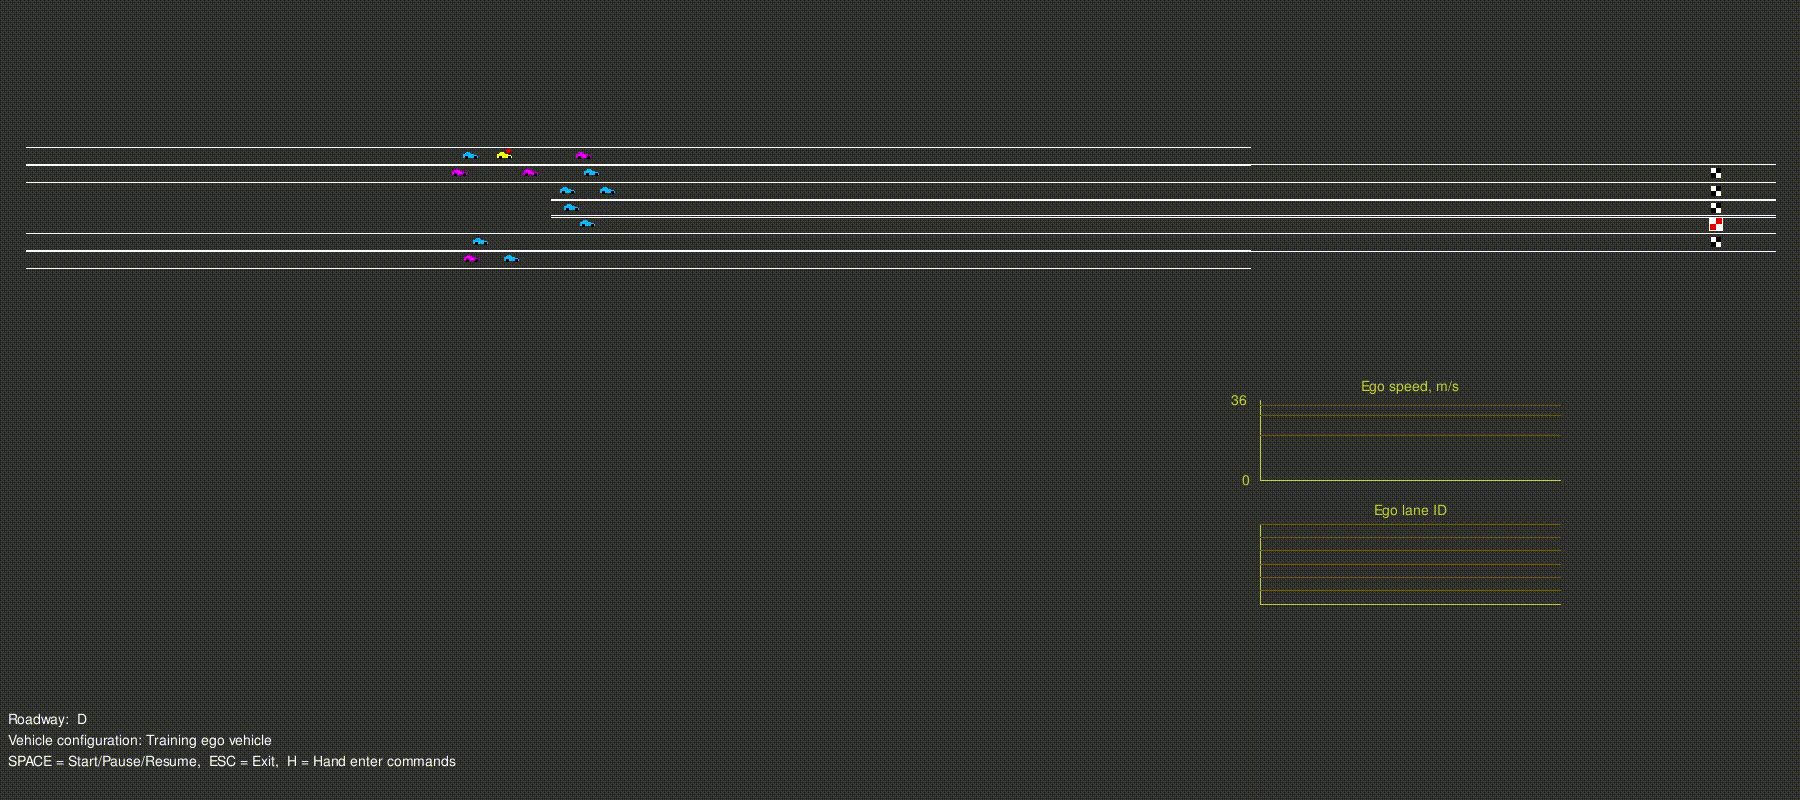 Ego speed, m/s
36
0
Ego lane ID
Roadway:  D
Vehicle configuration: Training ego vehicle
SPACE = Start/Pause/Resume,  ESC = Exit,  H = Hand enter commands